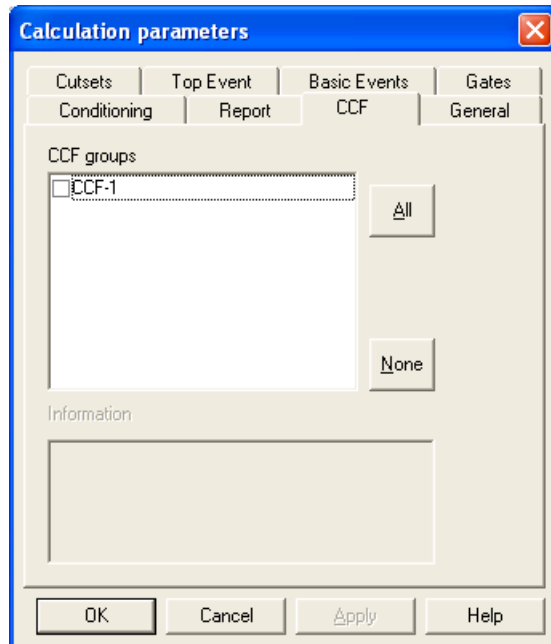 Calculation parameters
Cutsets Top Event Basic Events Gates
Conditioning Report CCF General
CCF groups
CCF-1
All
None
Information
OK Cancel Apply Help